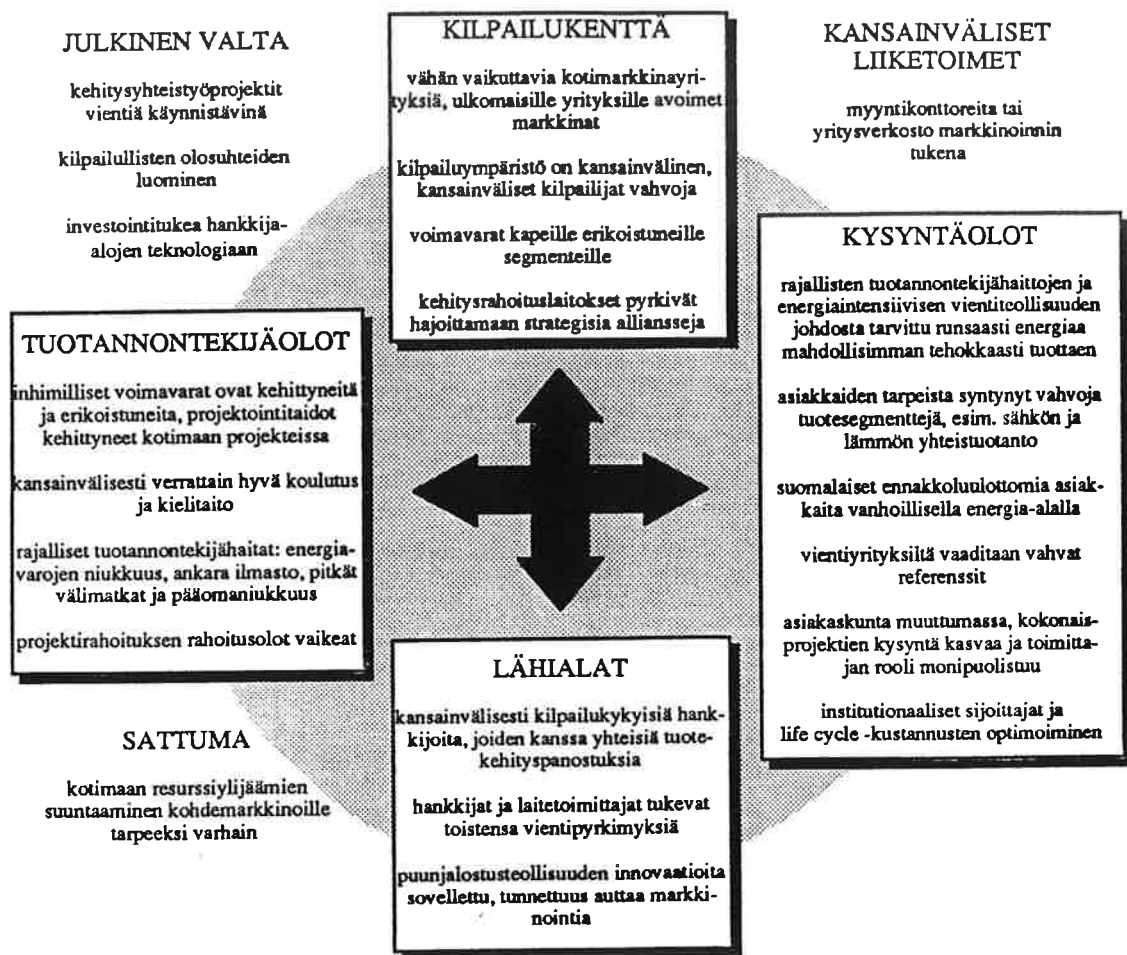 JULKINEN VALTA
kehitysyhteistyöprojektit
vientiä käynnistävinä
kilpailullisten olosuhteiden
luominen
investointitukea hankkija-
alojen teknologiaan
KILPAILUKENTTÄ
vähän vaikuttavia kotimarkkinayri-
tyksiä, ulkomaisille yrityksille avoimet
markkinat
kilpailuympäristö on kansainvälinen,
kansainväliset kilpailijat vahvoja
voimavarat kapeille erikoistuneille
segmenteille
kehitysrahoituslaitokset pyrkivät
hajoittamaan strategisia alliansseja
KANSAINVÄLISET
LIIKETOIMET
myyntikonttoreita tai
yritysverkosto markkinoinnin
tukena
TUOTANNONTEKIJÄOLOT
inhimilliset voimavarat ovat kehittyneitä
ja erikoistuneita, projektointitaidot
kehittyneet kotimaan projekteissa
kansainvälisesti verrattain hyvä koulutus
ja kielitaito
rajalliset tuotannontekijähaitat: energia-
varojen niukkuus, ankara ilmasto, pitkät
välimatkat ja pääomaniukkuus
projektirahoituksen rahoitusolot vaikeat
KYSYNTÄOLOT
rajallisten tuotannontekijähaittojen ja
energiaintensiivisen vientiteollisuuden
johdosta tarvittu runsaasti energiaa
mahdollisimman tehokkaasti tuottaen
asiakkaiden tarpeista syntynyt vahvoja
tuotesegmenttejä, esim. sähkön ja
lämmön yhteistuotanto
suomalaiset ennakkoluulottomia asiak-
kaita vanhoillisella energia-alalla
vientiyrityksiltä vaaditaan vahvat
referenssit
asiakaskunta muuttumassa, kokonais-
projektien kysyntä kasvaa ja toimitta-
jan rooli monipuolistuu
institutionaaliset sijoittajat ja
life cycle -kustannusten optimoiminen
SATTUMA
kotimaan resurssiylijäämien
suuntaaminen kohdemarkkinoille
tarpeeksi varhain
LÄHIALAT
kansainvälisesti kilpailukykyisiä hank-
kijoita, joiden kanssa yhteisiä tuote-
kehityspanostuksia
hankkijat ja laitetoimittajat tukevat
toistensa vientipyrkimyksiä
puunjalostusteollisuuden innovaatioita
sovellettu, tunnettuus auttaa markki-
nointia